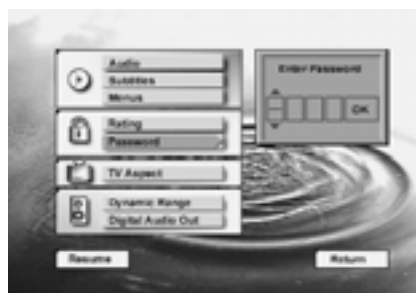 Audio
Subtitles
Menus
Rating
Password
TV Aspect
Dynamic Range
Digital Audio Out
Enter Password
OK
Resume
Return